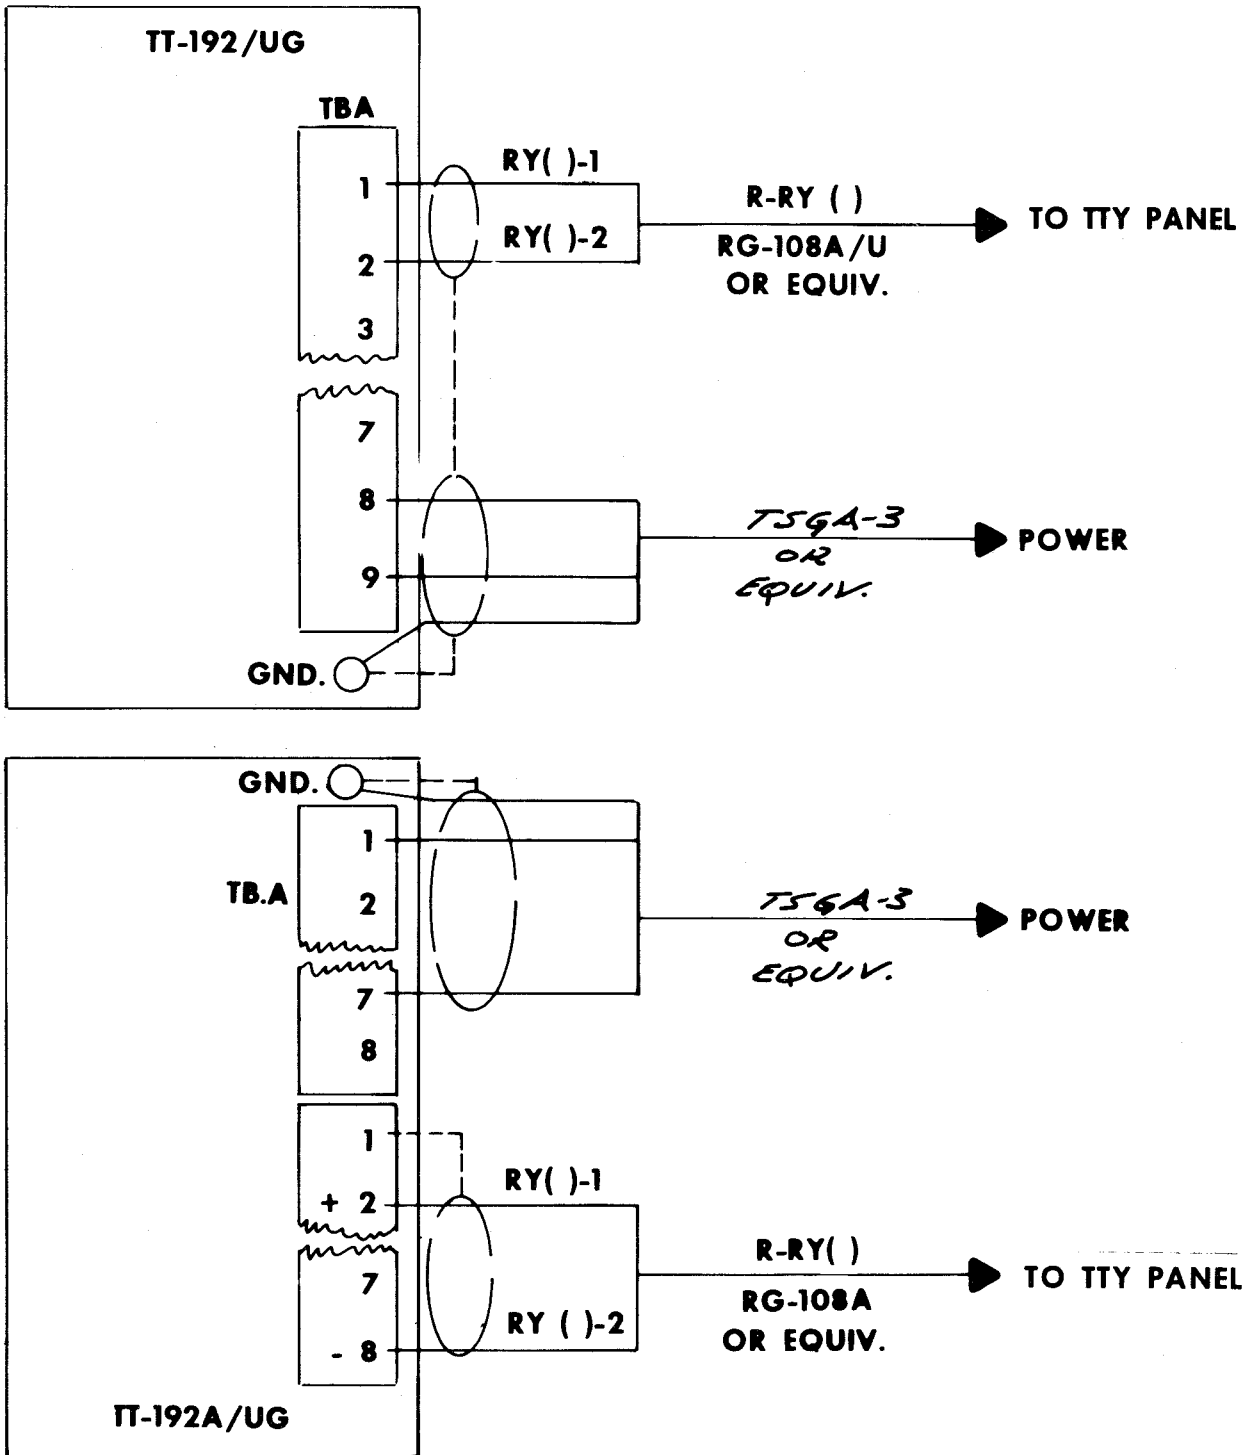 TT-192/UG
TBA
1
RY( )-1
R-RY ( )
TO TTY PANEL
RY( )-2
RG-108A/U
2
OR EQUIV.
3
7
8
TSGA-3
POWER
OR
9
EQUIV.
GND.
GND.
1
TB.A
2
TSGA-3
POWER
OR
EQUIV.
7
8
1
RY( )-1
+ 2
R-RY( )
TO TTY PANEL
7
RG-108A
RY ( )-2
OR EQUIV.
- 8
TT-192A/UG